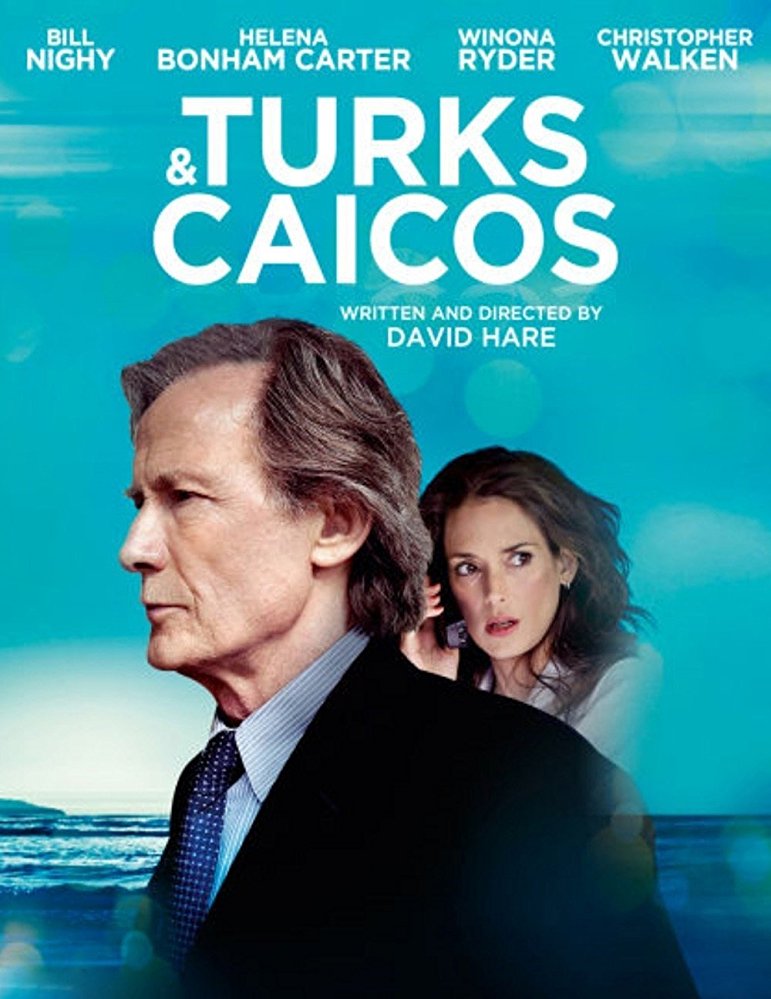 BILL NIGHY
HELENA BONHAM CARTER
WINONA RYDER
CHRISTOPHER WALKEN
TURKS
& CAICOS
WRITTEN AND DIRECTED BY
DAVID HARE